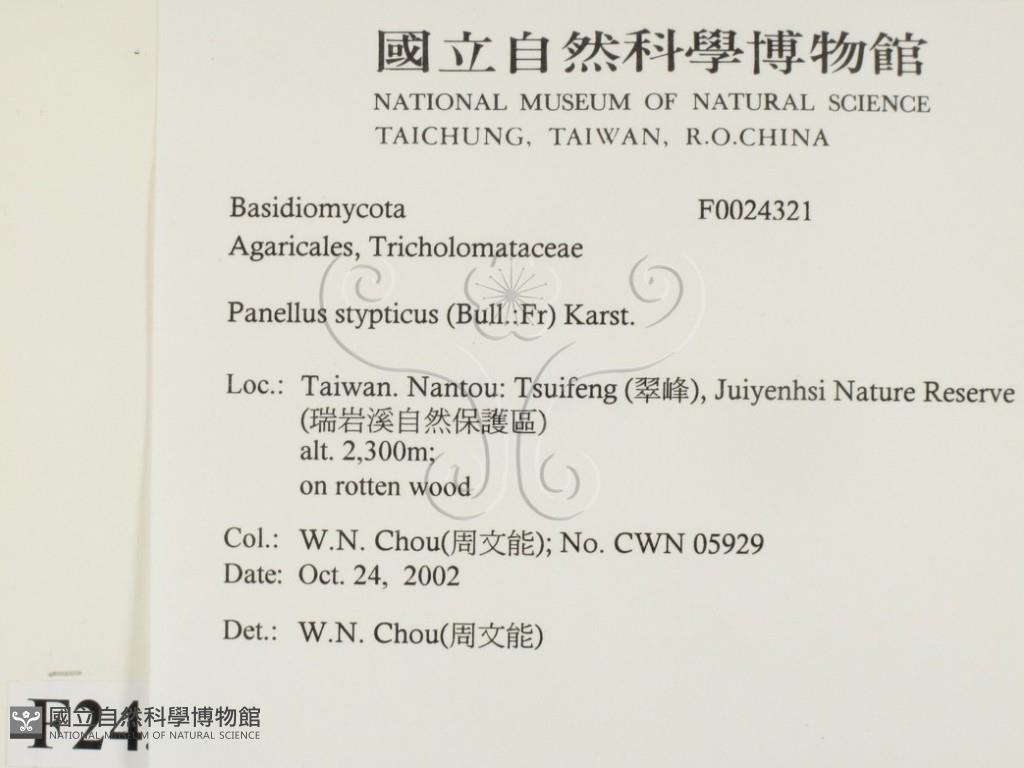 國立自然科學博物館
NATIONAL MUSEUM OF NATURAL SCIENCE
TAICHUNG, TAIWAN, R.O.CHINA
Basidiomycota F0024321
Agaricales, Tricholomataceae
Panellus stypticus (Bull.:Fr) Karst.
Loc.: Taiwan. Nantou: Tsuifeng (翠峰), Juiyenhsi Nature Reserve
(瑞岩溪自然保護區)
alt. 2,300m;
on rotten wood
Col.: W.N. Chou(周文能); No. CWN 05929
Date: Oct. 24, 2002
Det.: W.N. Chou(周文能)
F24
國立自然科學博物館
NATIONAL MUSEUM OF NATURAL SCIENCE